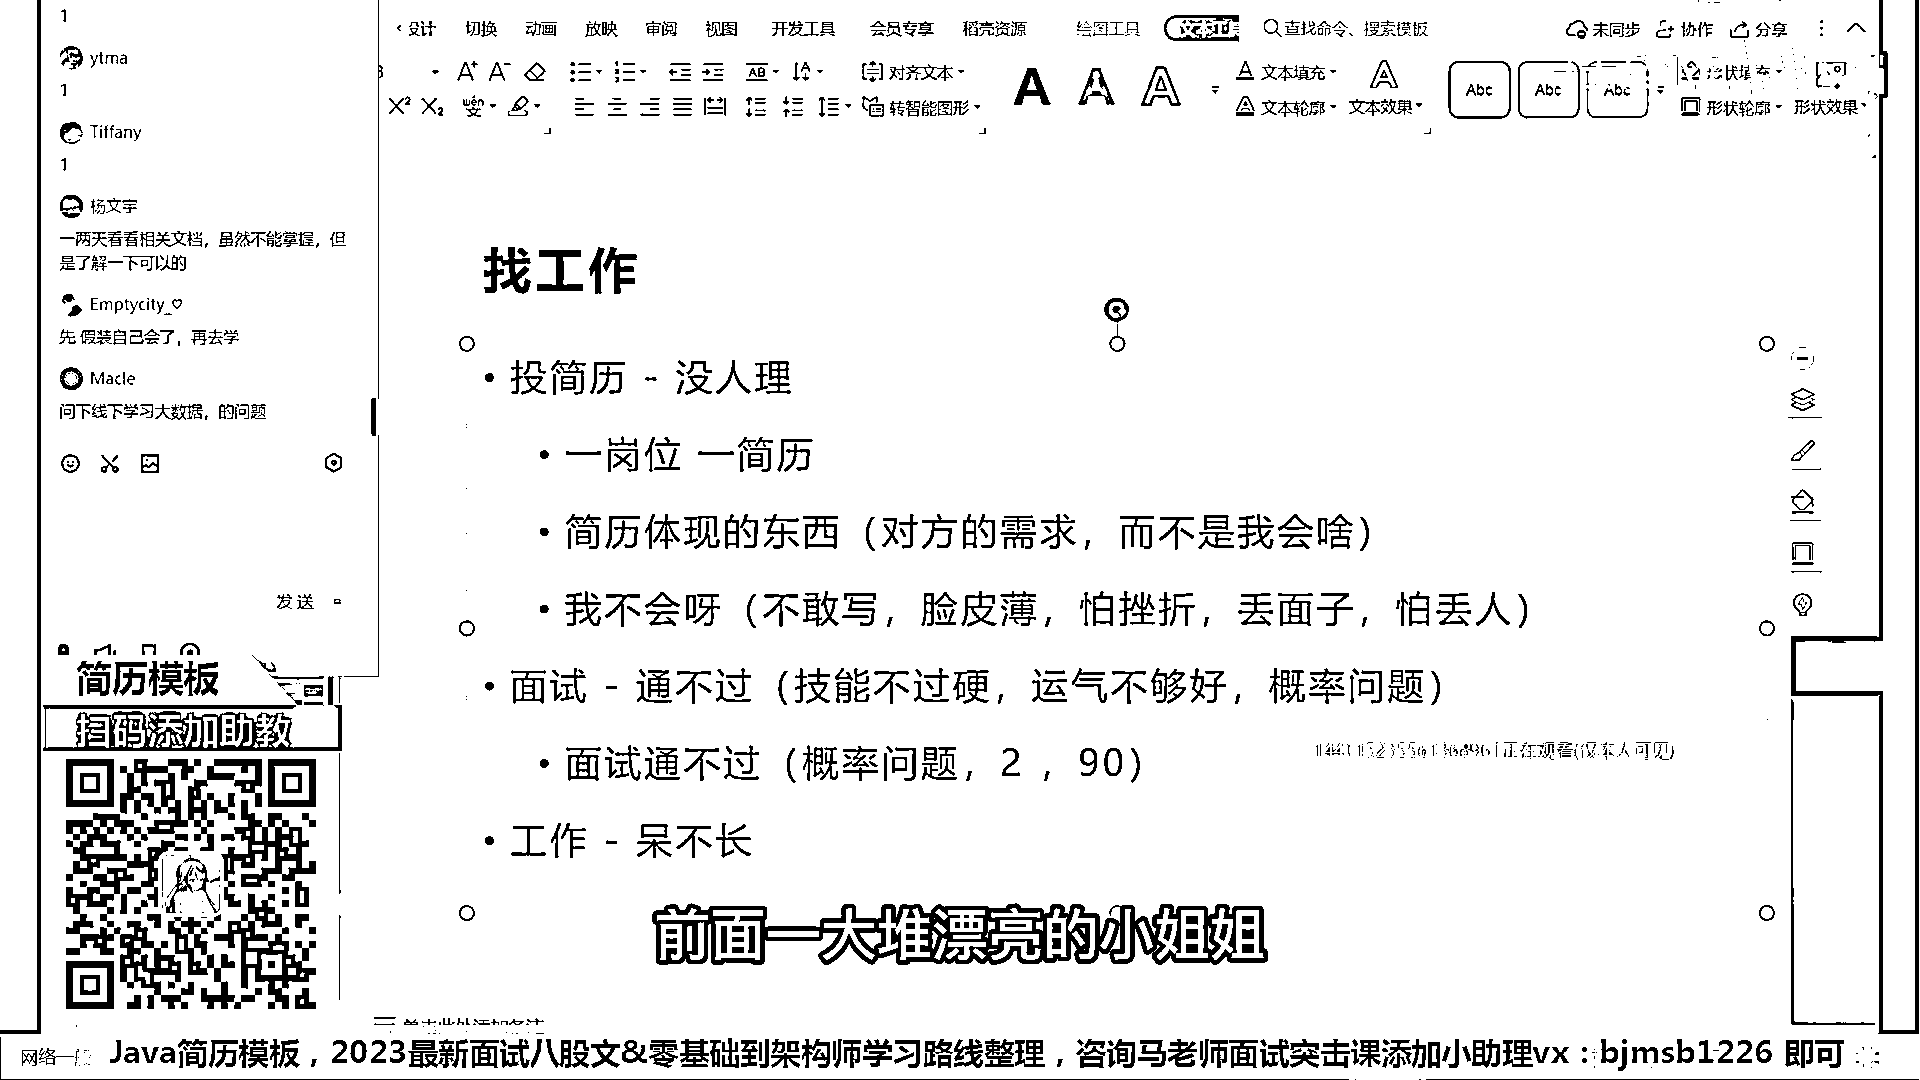 1
ytma
1
Tiffany
1
杨文宇
一两天看看相关文档，虽然不能掌握，但
是了解一下可以的
Emptycity_♡
先 假装自己会了，再去学
Macle
问下线下学习大数据，的问题
发送
设计 切换 动画 放映 审阅 视图 开发工具 会员专享 稻壳资源 绘图工具 文本工具 查找命令、搜索模板 未同步 协作 分享
对齐文本 文本填充 Abc Abc Abc 形状填充
转智能图形 文本轮廓 文本效果 形状轮廓 形状效果
找工作
• 投简历 - 没人理
• 一岗位 一简历
• 简历体现的东西（对方的需求，而不是我会啥）
• 我不会呀（不敢写，脸皮薄，怕挫折，丢面子，怕丢人）
• 面试 - 通不过（技能不过硬，运气不够好，概率问题）
• 面试通不过（概率问题，2 ，90）
• 工作 - 呆不长
正在观看(仅本人可见)
前面一大堆漂亮的小姐姐
单击此处添加备注
简历模板
扫码添加助教
网络一般
Java简历模板，2023最新面试八股文&零基础到架构师学习路线整理，咨询马老师面试突击课添加小助理vx：bjmsb1226 即可